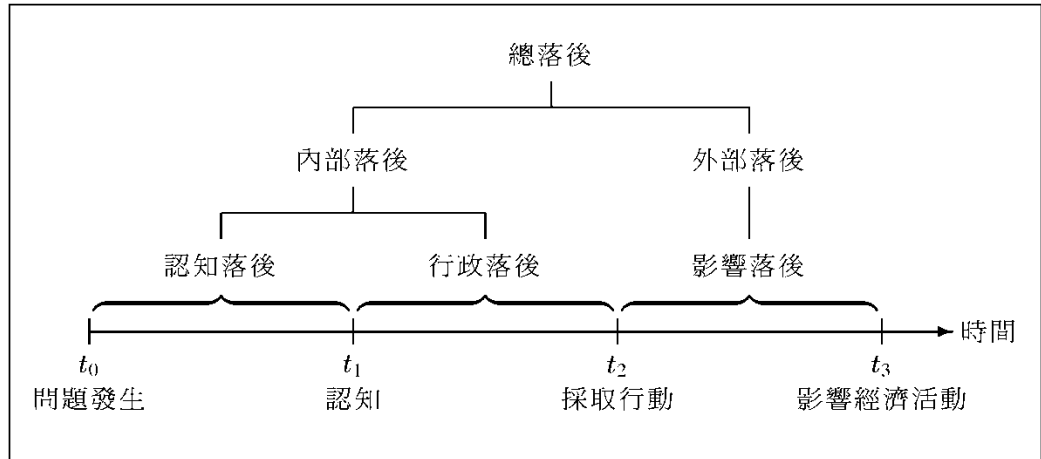 總落後
內部落後 外部落後
認知落後 行政落後 影響落後
時間
t₀ t₁ t₂ t₃
問題發生 認知 採取行動 影響經濟活動